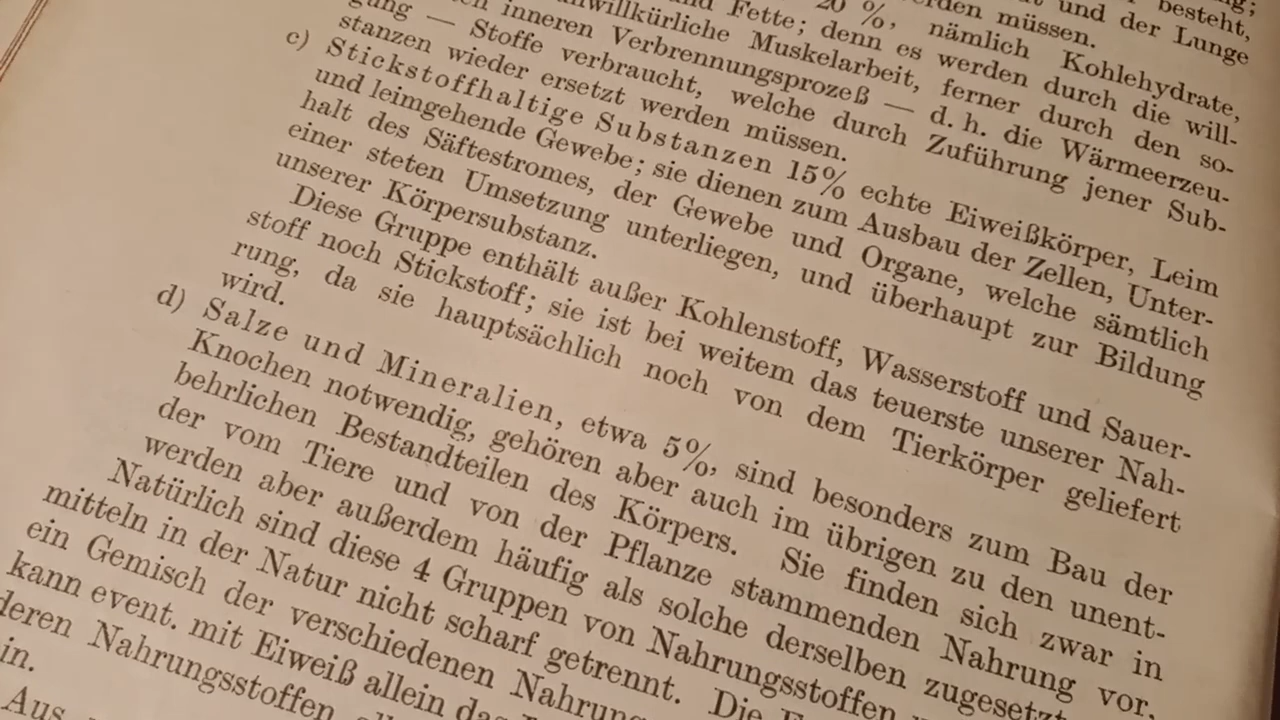 besteht,
und der Lunge
müssen.
20 %, nämlich Kohlehydrate,
Fette; denn es werden durch die will-
unwillkürliche Muskelarbeit, ferner durch den so-
inneren Verbrennungsprozeß — d. h. die Wärmeerzeu-
gung — Stoffe verbraucht, welche durch Zuführung jener Sub-
stanzen wieder ersetzt werden müssen.
c) Stickstoffhaltige Substanzen 15% echte Eiweißkörper, Leim
und leimgehende Gewebe; sie dienen zum Ausbau der Zellen, Unter-
halt des Säftestromes, der Gewebe und Organe, welche sämtlich
einer steten Umsetzung unterliegen, und überhaupt zur Bildung
unserer Körpersubstanz.
Diese Gruppe enthält außer Kohlenstoff, Wasserstoff und Sauer-
stoff noch Stickstoff; sie ist bei weitem das teuerste unserer Nah-
rung, da sie hauptsächlich noch von dem Tierkörper geliefert
wird.
d) Salze und Mineralien, etwa 5%, sind besonders zum Bau der
Knochen notwendig, gehören aber auch im übrigen zu den unent-
behrlichen Bestandteilen des Körpers. Sie finden sich zwar in
der vom Tiere und von der Pflanze stammenden Nahrung vor,
werden aber außerdem häufig als solche derselben zugesetzt
Natürlich sind diese 4 Gruppen von Nahrungsstoffen
mitteln in der Natur nicht scharf getrennt. Die
ein Gemisch der verschiedenen
kann event. mit Eiweiß allein
deren Nahrungsstoffen
in.
Aus